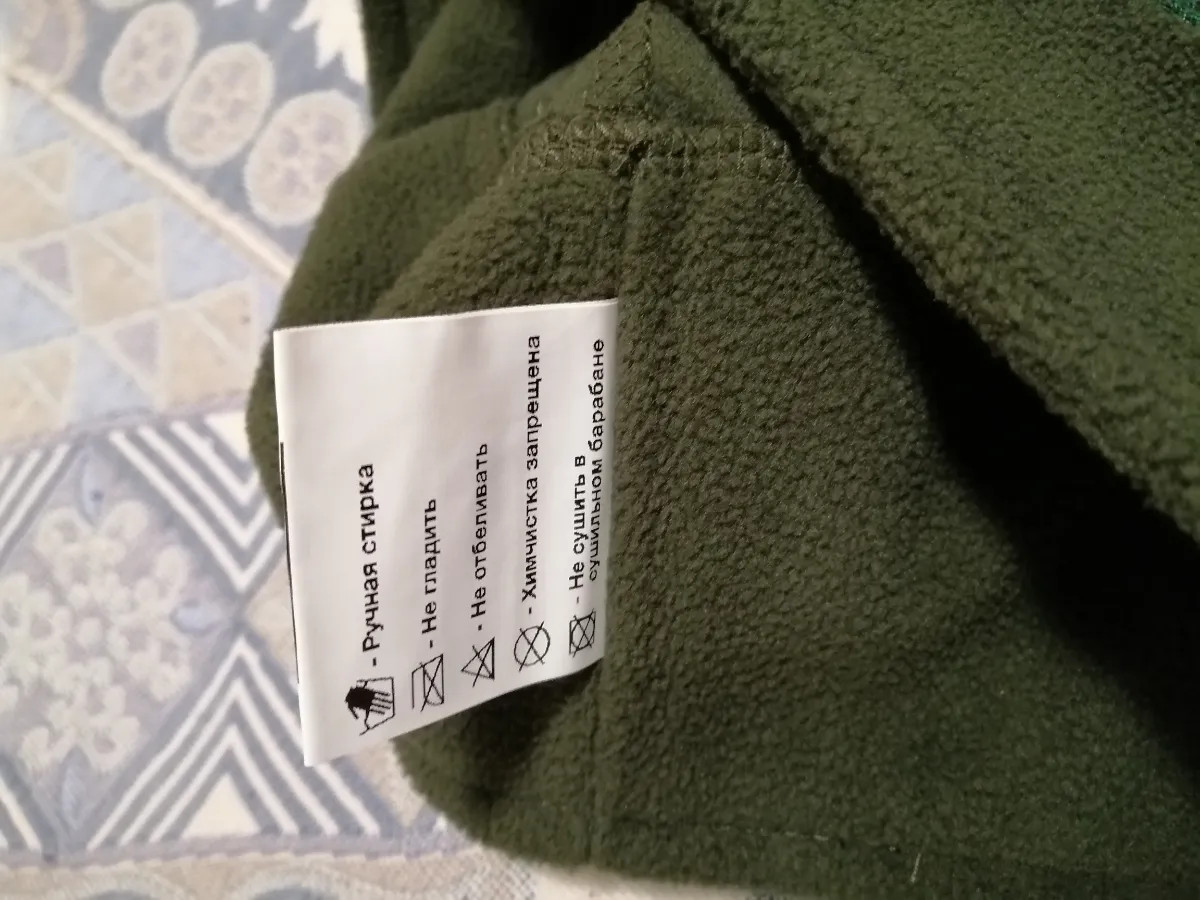 - Ручная стирка
- Не гладить
- Не отбеливать
- Химчистка запрещена
- Не сушить в
сушильном барабане